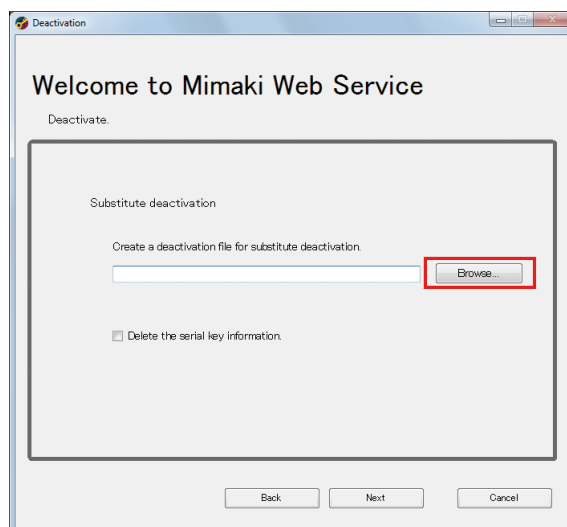 Deactivation
Welcome to Mimaki Web Service
Deactivate.
Substitute deactivation
Create a deactivation file for substitute deactivation.
Browse...
Delete the serial key information.
Back Next Cancel